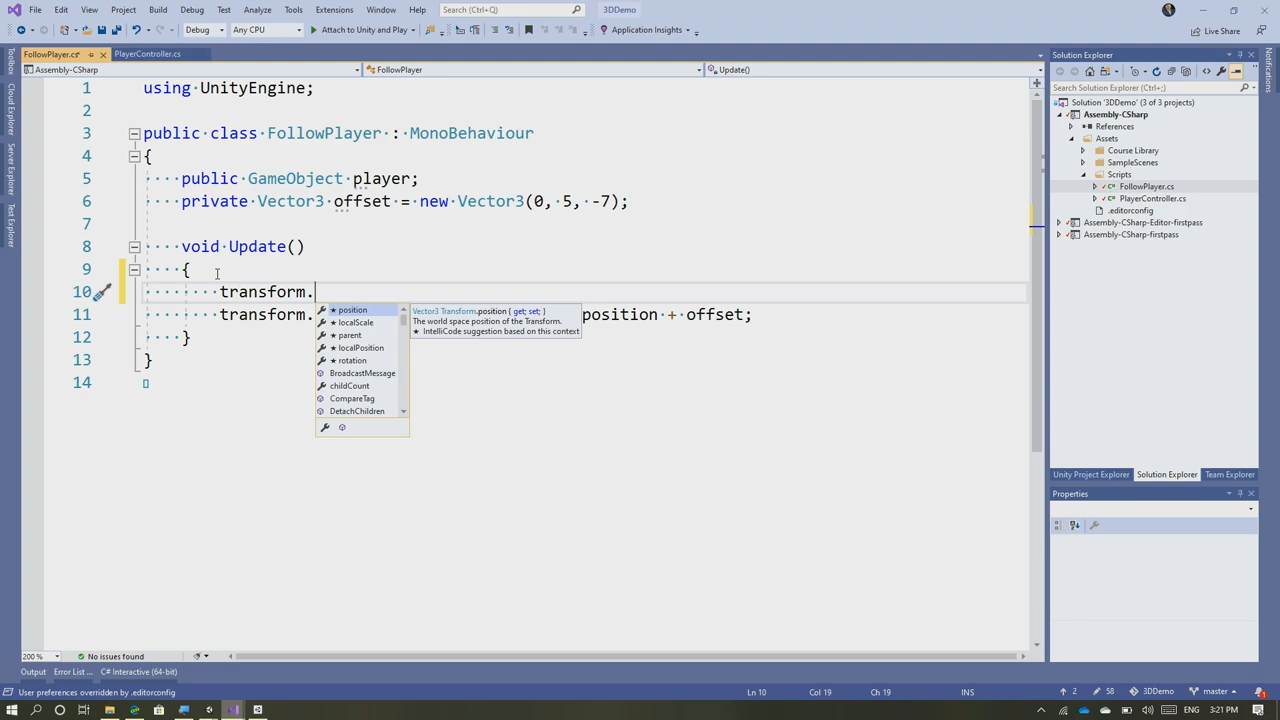 File Edit View Project Build Debug Test Analyze Tools Extensions Window Help Search (Ctrl+Q) 3DDemo
Debug Any CPU Attach to Unity and Play Application Insights Live Share
FollowPlayer.cs PlayerController.cs
Assembly-CSharp FollowPlayer Update()
Toolbox
Cloud Explorer
Server Explorer
Test Explorer
1 using UnityEngine;
2
3 public class FollowPlayer : MonoBehaviour
4 {
5 public GameObject player;
6 private Vector3 offset = new Vector3(0, 5, -7);
7
8 void Update()
9 {
10 transform.
11 transform. position + offset;
12 }
13 }
14
★ position
★ localScale
★ parent
★ localPosition
★ rotation
BroadcastMessage
childCount
CompareTag
DetachChildren
Vector3 Transform.position { get; set; }
The world space position of the Transform.
★ IntelliCode suggestion based on this context
Solution Explorer
Search Solution Explorer (Ctrl+;)
Solution '3DDemo' (3 of 3 projects)
Assembly-CSharp
References
Assets
Course Library
SampleScenes
Scripts
FollowPlayer.cs
PlayerController.cs
.editorconfig
Assembly-CSharp-Editor-firstpass
Assembly-CSharp-firstpass
Unity Project Explorer Solution Explorer Team Explorer
Properties
Notifications
200 % No issues found
Output Error List ... C# Interactive (64-bit)
User preferences overridden by .editorconfig Ln 10 Col 19 Ch 19 INS 2 58 3DDemo master
ENG 3:21 PM